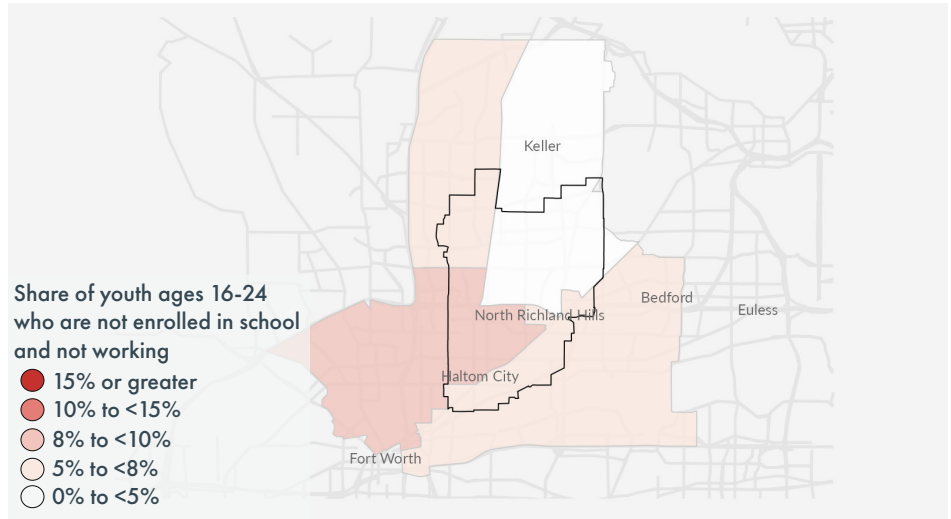 Keller
Share of youth ages 16-24
who are not enrolled in school
and not working
15% or greater
10% to <15%
8% to <10%
5% to <8%
0% to <5%
Bedford
Euless
North Richland Hills
Haltom City
Fort Worth